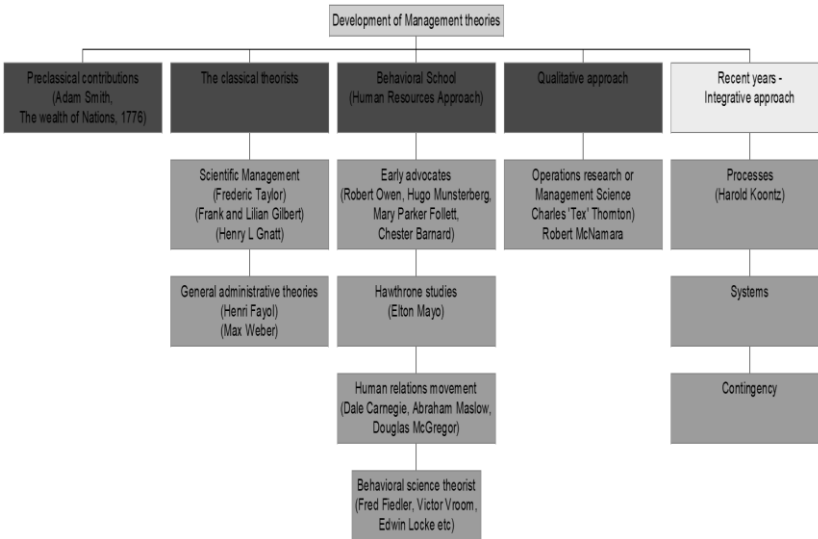 Development of Management theories
Preclassical contributions
(Adam Smith,
The wealth of Nations, 1776)
The classical theorists
Behavioral School
(Human Resources Approach)
Qualitative approach
Recent years -
Integrative approach
Scientific Management
(Frederic Taylor)
(Frank and Lilian Gilbert)
(Henry L Gnatt)
Early advocates
(Robert Owen, Hugo Munsterberg,
Mary Parker Follett,
Chester Barnard)
Operations research or
Management Science
Charles 'Tex' Thornton)
Robert McNamara
Processes
(Harold Koontz)
General administrative theories
(Henri Fayol)
(Max Weber)
Hawthrone studies
(Elton Mayo)
Systems
Human relations movement
(Dale Carnegie, Abraham Maslow,
Douglas McGregor)
Contingency
Behavioral science theorist
(Fred Fiedler, Victor Vroom,
Edwin Locke etc)